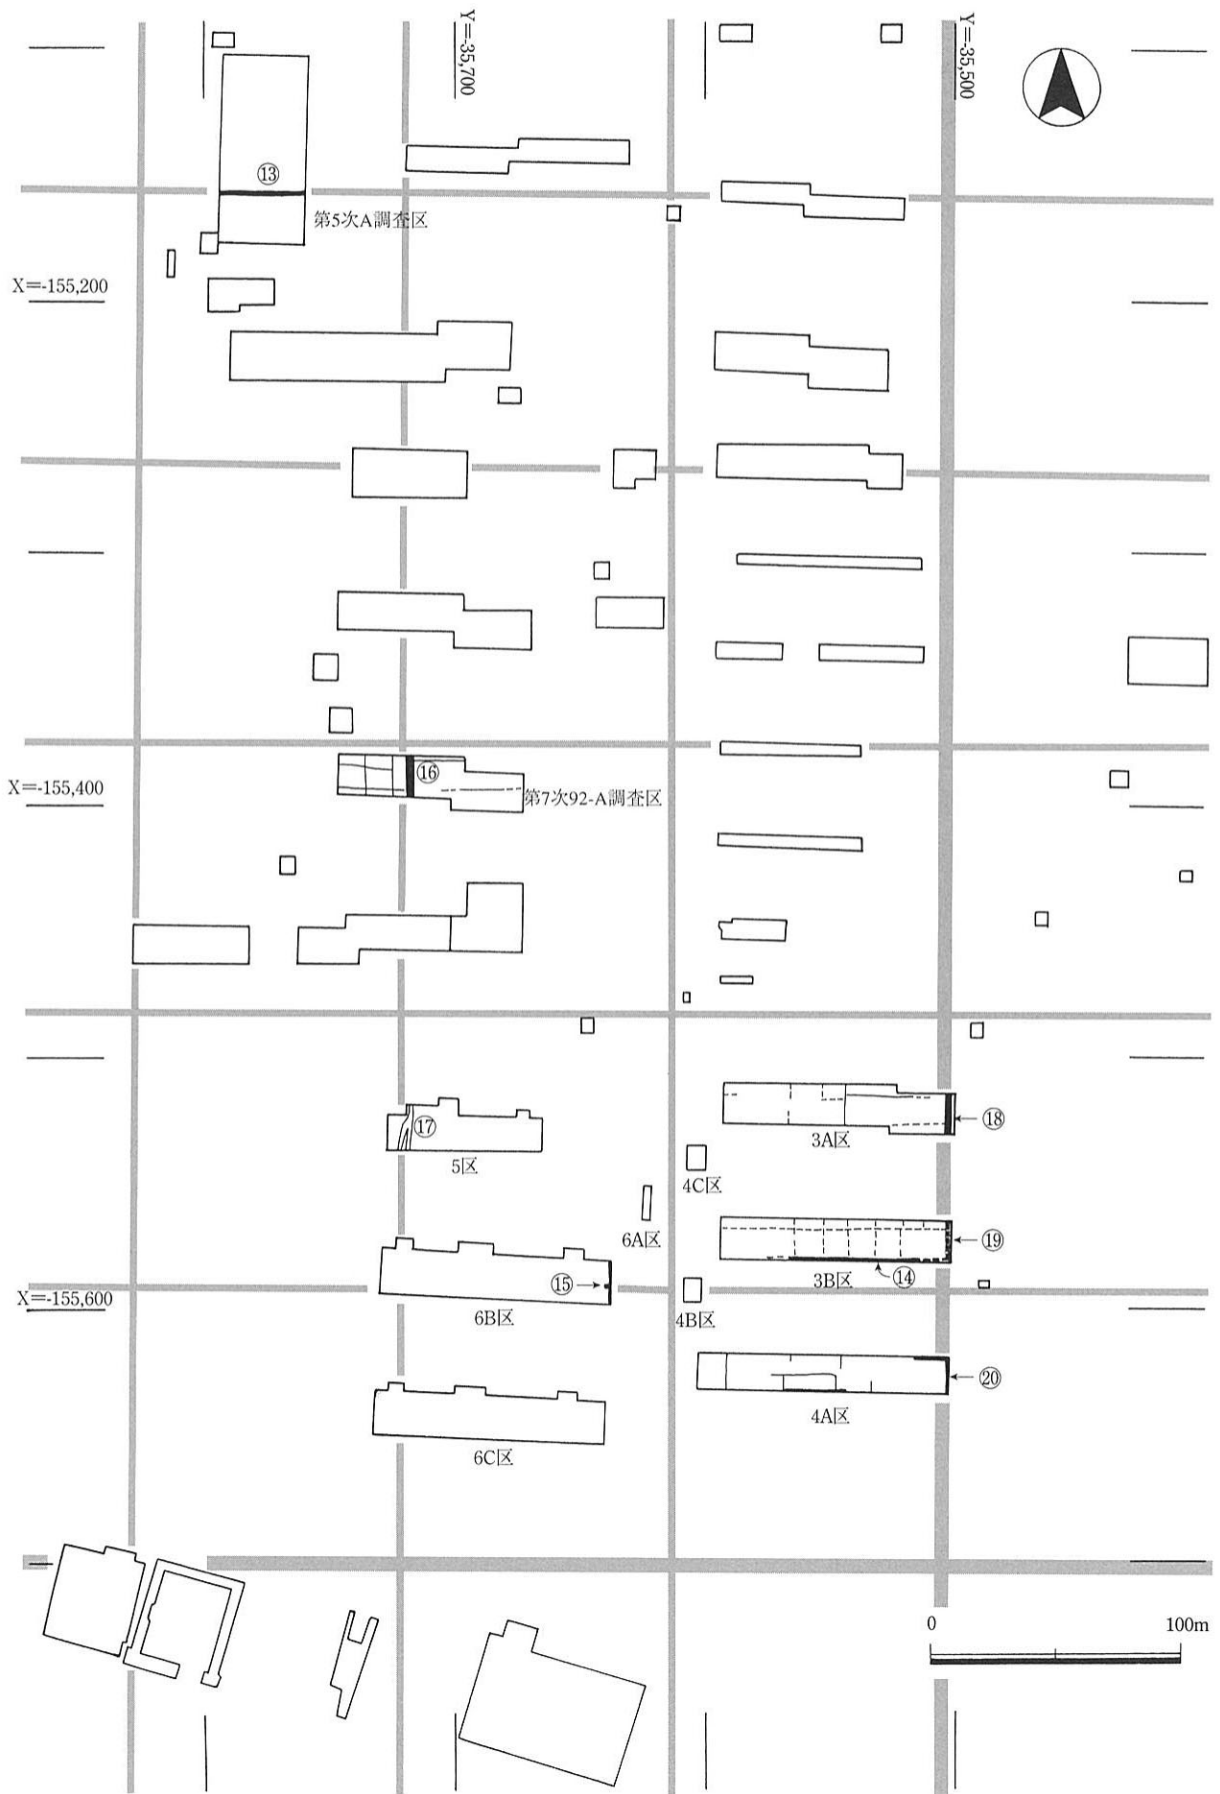 Y=-35,700
Y=-35,500
⑬
第5次A調査区
X=-155,200
⑯
X=-155,400
第7次92-A調査区
⑰
5区
3A区
⑱
4C区
6A区
⑲
3B区
⑭
⑮
X=-155,600
6B区
4B区
⑳
4A区
6C区
0
100m